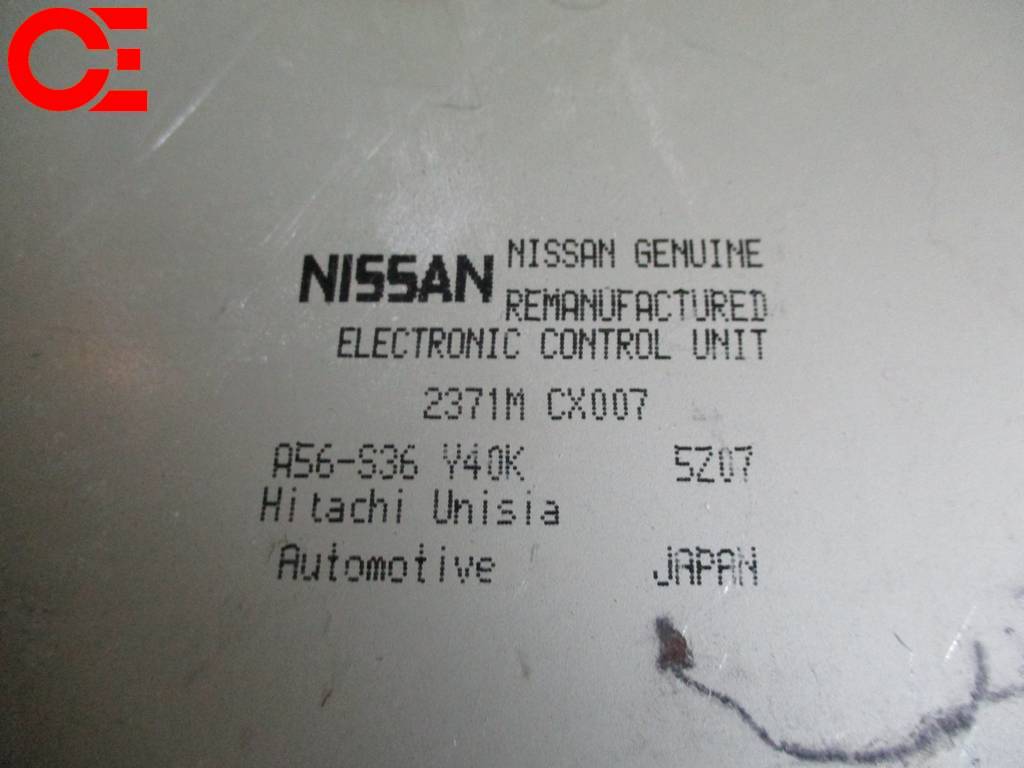 CE
NISSAN NISSAN GENUINE
REMANUFACTURED
ELECTRONIC CONTROL UNIT
2371M CX007
A56-S36 Y40K 5Z07
Hitachi Unisia
Automotive JAPAN